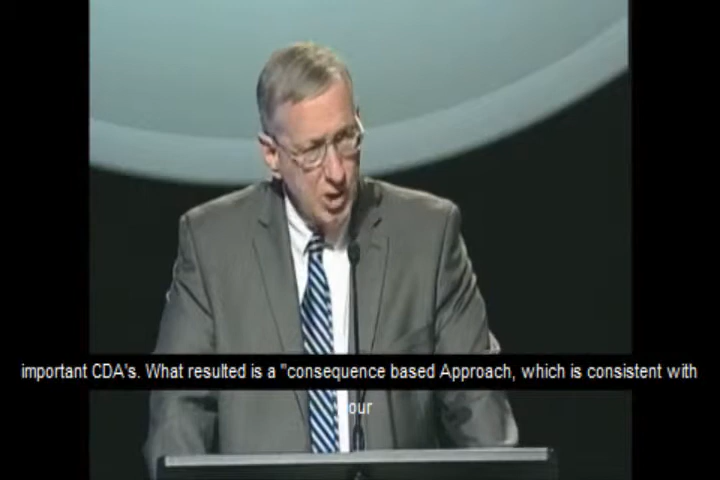 important CDA's. What resulted is a "consequence based Approach, which is consistent with
our